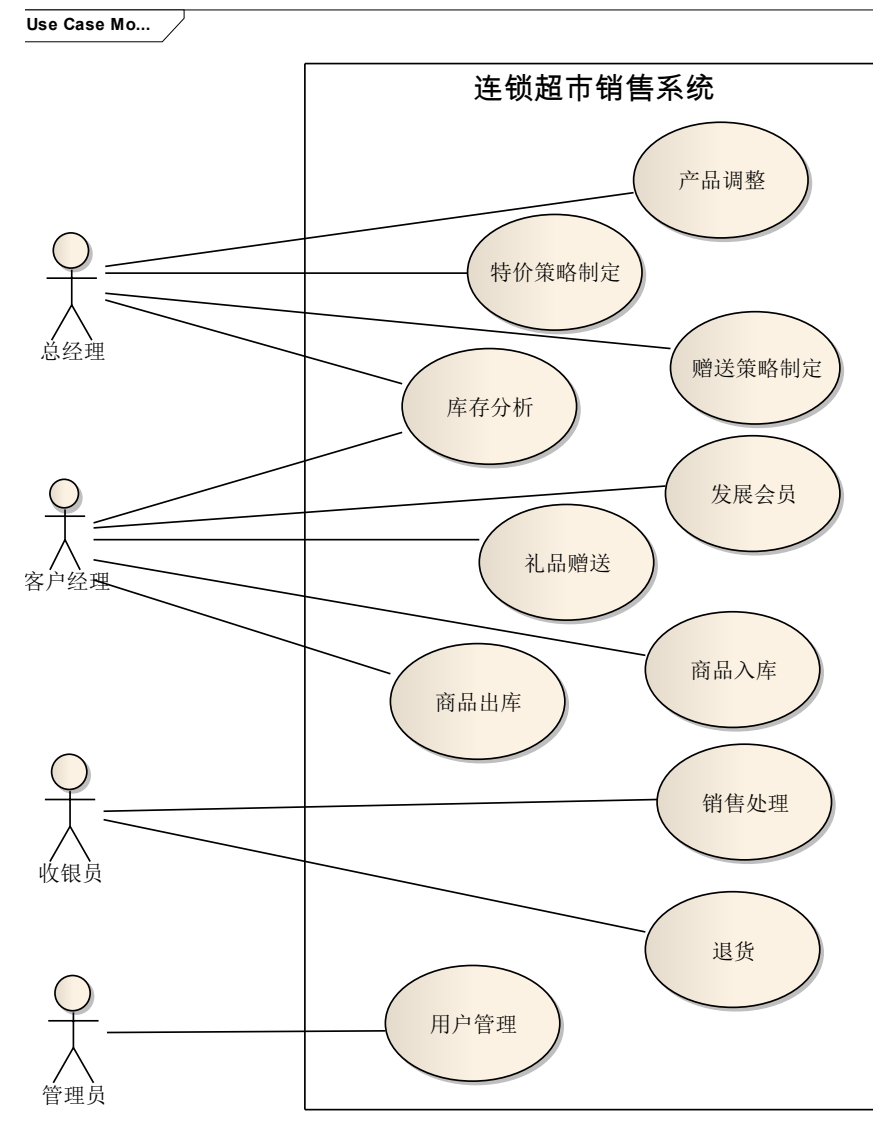 Use Case Mo...
连锁超市销售系统
产品调整
特价策略制定
总经理
赠送策略制定
库存分析
发展会员
礼品赠送
客户经理
商品入库
商品出库
销售处理
收银员
退货
用户管理
管理员